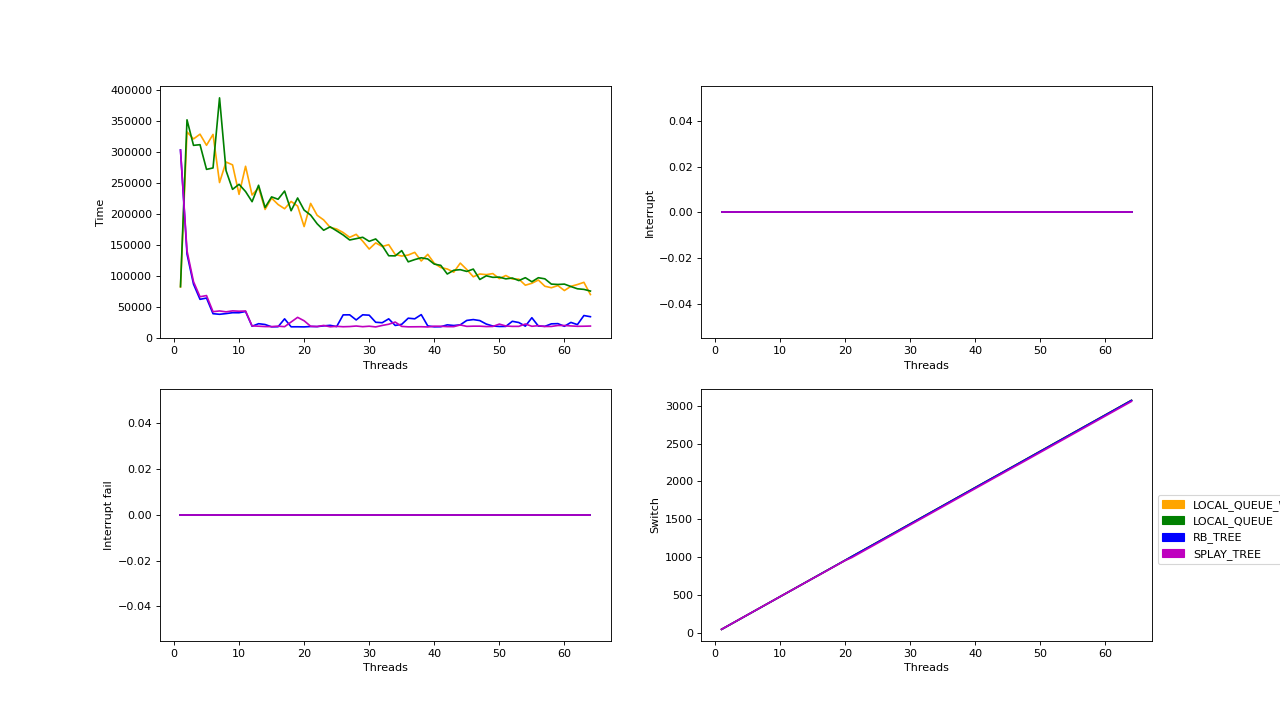 400000
350000
300000
250000
200000
150000
100000
50000
0
Time
0 10 20 30 40 50 60
Threads
0.04
0.02
0.00
−0.02
−0.04
Interrupt
0 10 20 30 40 50 60
Threads
0.04
0.02
0.00
−0.02
−0.04
Interrupt fail
0 10 20 30 40 50 60
Threads
3000
2500
2000
1500
1000
500
0
Switch
0 10 20 30 40 50 60
Threads
LOCAL_QUEUE_
LOCAL_QUEUE
RB_TREE
SPLAY_TREE